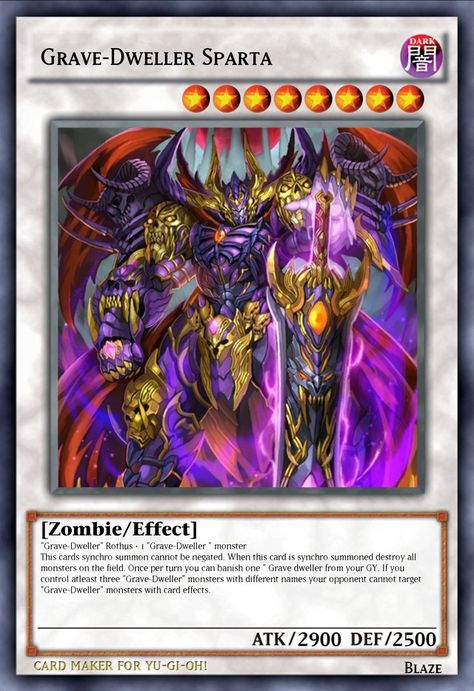 Grave-Dweller Sparta
DARK
闇
[Zombie/Effect]
"Grave-Dweller" Rothus + 1 "Grave-Dweller " monster
This cards synchro summon cannot be negated. When this card is synchro summoned destroy all
monsters on the field. Once per turn you can banish one " Grave dweller from your GY. If you
control atleast three "Grave-Dweller" monsters with different names your opponent cannot target
"Grave-Dweller" monsters with card effects.
ATK/2900 DEF/2500
CARD MAKER FOR YU-GI-OH!
Blaze